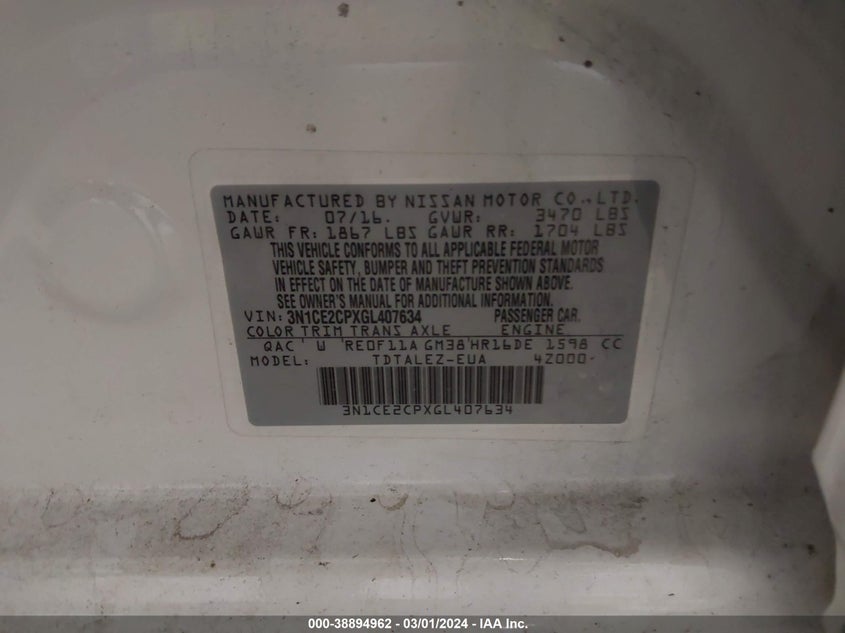 MANUFACTURED BY NISSAN MOTOR CO., LTD.
DATE: 07/16. GVWR: 3470 LBS
GAWR FR: 1867 LBS GAWR RR: 1704 LBS
THIS VEHICLE CONFORMS TO ALL APPLICABLE FEDERAL MOTOR
VEHICLE SAFETY, BUMPER AND THEFT PREVENTION STANDARDS
IN EFFECT ON THE DATE OF MANUFACTURE SHOWN ABOVE.
SEE OWNER'S MANUAL FOR ADDITIONAL INFORMATION.
VIN: 3N1CE2CPXGL407634 PASSENGER CAR.
COLOR TRIM TRANS AXLE ENGINE
QAC U RE0F11A GM38 HR16DE 1598 CC
MODEL: TDTALEZ-EUA 4Z000-
3N1CE2CPXGL407634
000-38894962 - 03/01/2024 - IAA, Inc.